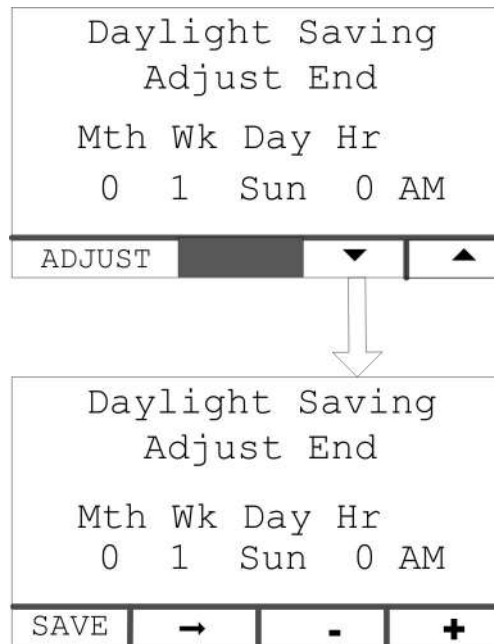 Daylight Saving
Adjust End
Mth Wk Day Hr
0 1 Sun 0 AM
ADJUST ▼ ▲
Daylight Saving
Adjust End
Mth Wk Day Hr
0 1 Sun 0 AM
SAVE → - +